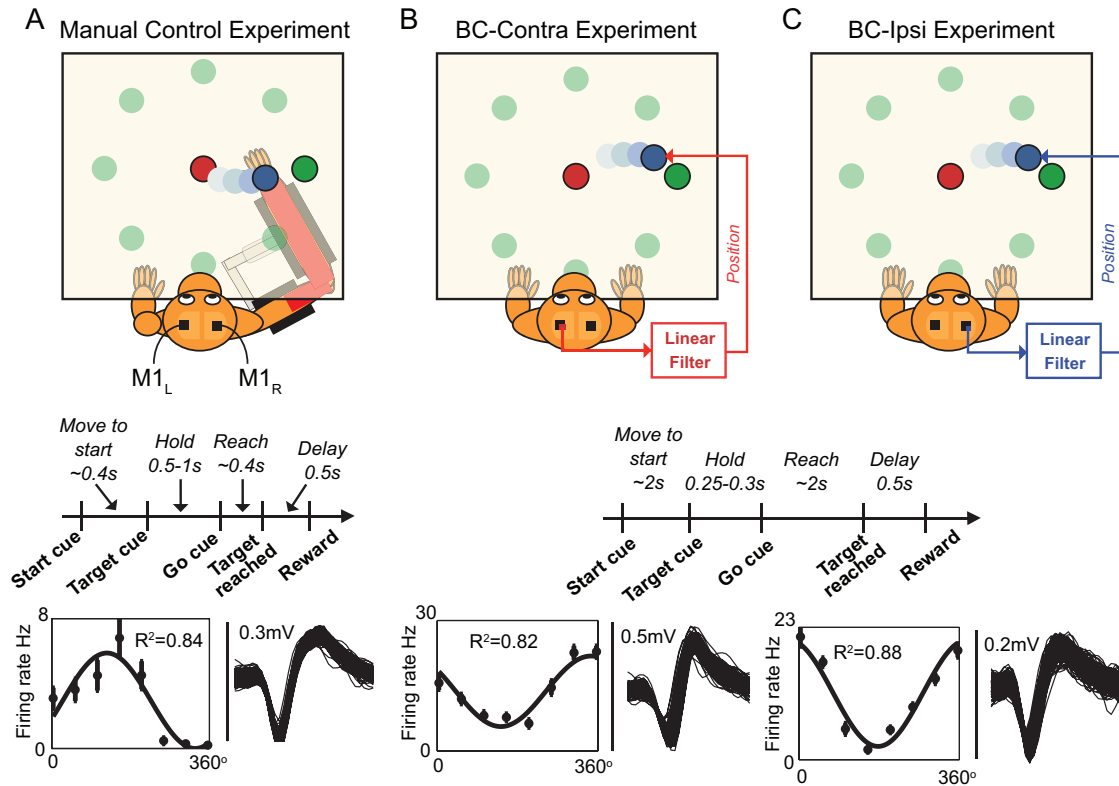 A
Manual Control Experiment
M1L
M1R
B
BC-Contra Experiment
Position
Linear
Filter
C
BC-Ipsi Experiment
Position
Linear
Filter
Move to
start
~0.4s
Hold
0.5-1s
Reach
~0.4s
Delay
0.5s
Start cue
Target cue
Go cue
Target
reached
Reward
Move to
start
~2s
Hold
0.25-0.3s
Reach
~2s
Delay
0.5s
Start cue
Target cue
Go cue
Target
reached
Reward
Firing rate Hz
8
0
R²=0.84
0
360º
0.3mV
Firing rate Hz
30
0
R²=0.82
0
360º
0.5mV
Firing rate Hz
23
0
R²=0.88
0
360º
0.2mV